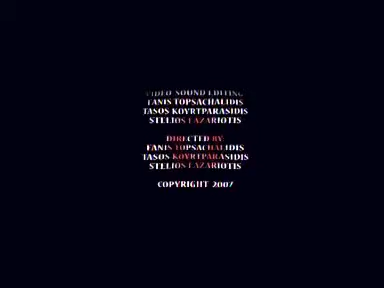 VIDEO SOUND EDITING
FANIS TOPSACHALIDIS
TASOS KOYRTPARASIDIS
STELIOS LAZARIOTIS
DIRECTED BY:
FANIS TOPSACHALIDIS
TASOS KOYRTPARASIDIS
STELIOS LAZARIOTIS
COPYRIGHT 2007